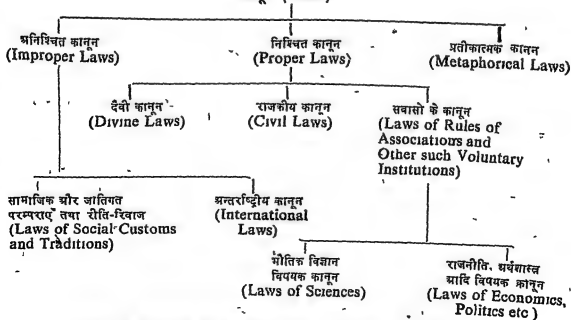 अनिश्चित कानून
(Improper Laws)
निश्चित कानून
(Proper Laws)
प्रतीकात्मक कानन
(Metaphorical Laws)
दैवी कानून
(Divine Laws)
राजकीय कानून
(Civil Laws)
सवासो के कानून
(Laws of Rules of
Associations and
Other such Voluntary
Institutions)
सामाजिक और जातिगत
परम्पराए तथा रीति-रिवाज
(Laws of Social Customs
and Traditions)
अन्तर्राष्ट्रीय कानून
(International
Laws)
भौतिक विज्ञान
विषयक कानून
(Laws of Sciences)
राजनीति, अर्थशास्त्र
आदि विषयक कानून
(Laws of Economics,
Politics etc )